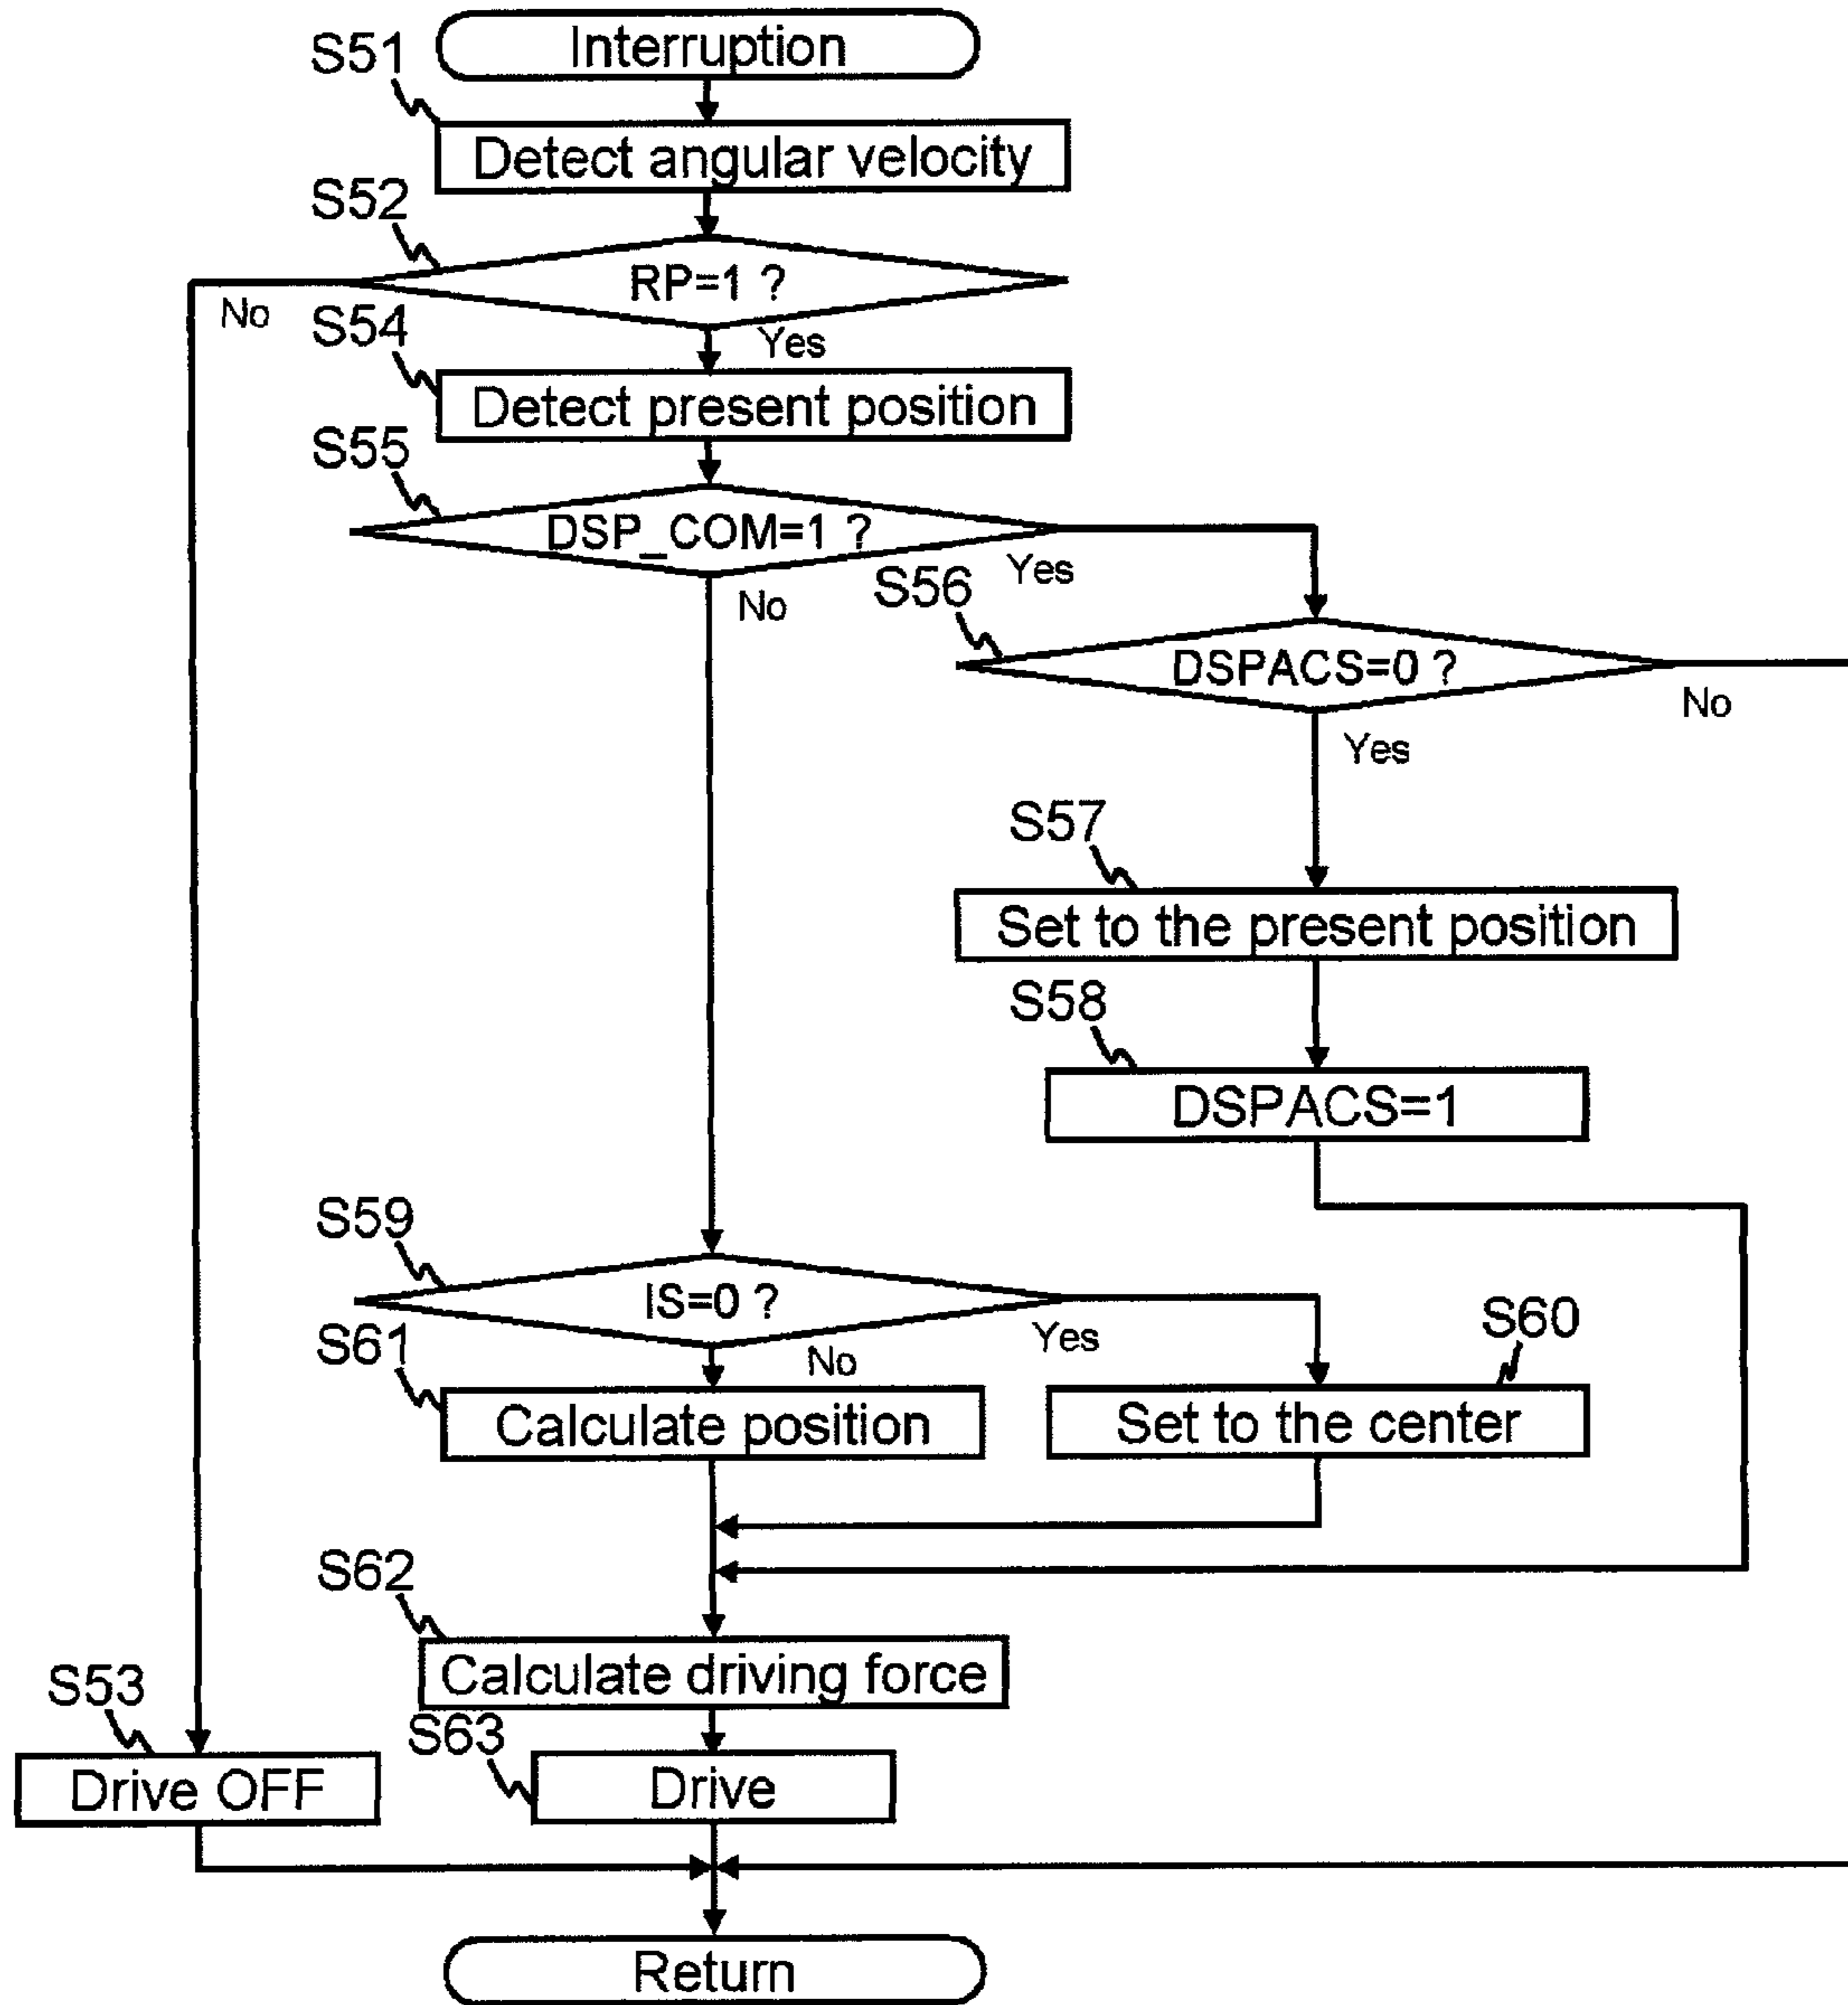 Interruption
S51
Detect angular velocity
S52
RP=1 ?
No
Yes
S54
Detect present position
S55
DSP_COM=1 ?
Yes
No
S56
DSPACS=0 ?
No
Yes
S57
Set to the present position
S58
DSPACS=1
S59
IS=0 ?
Yes
No
S60
S61
Calculate position
Set to the center
S62
Calculate driving force
S53
Drive OFF
S63
Drive
Return